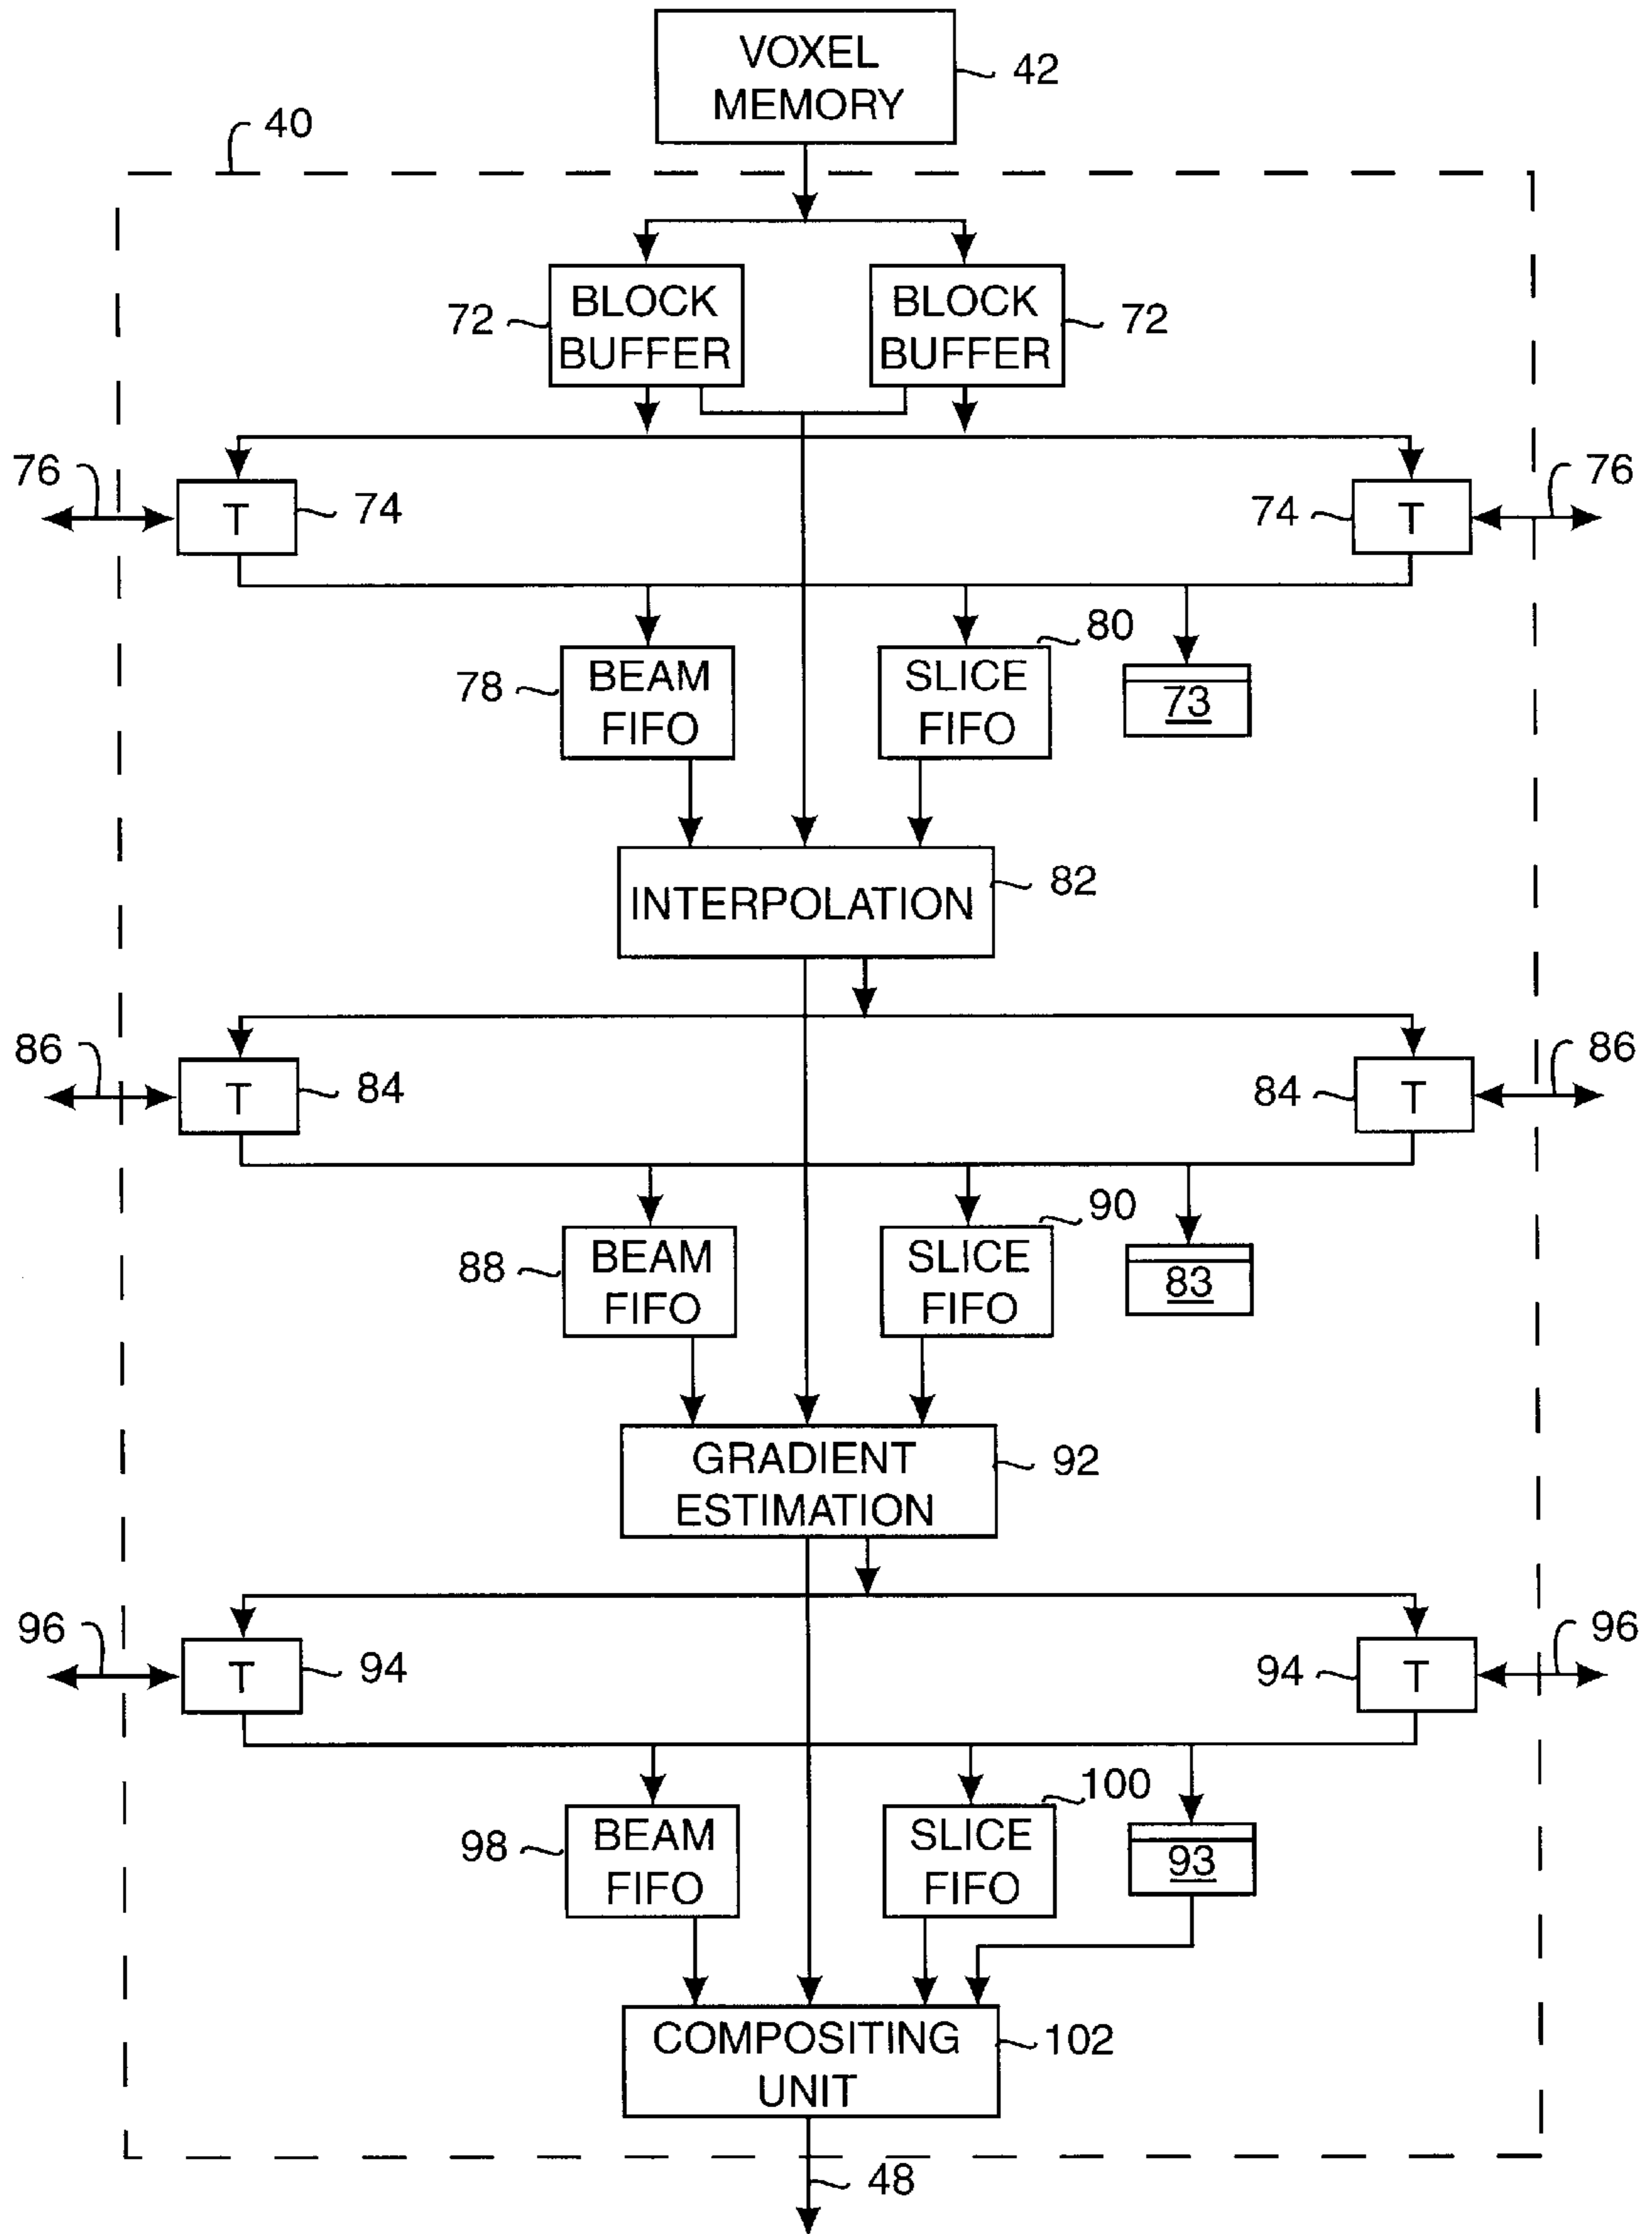 VOXEL
MEMORY
42
40
BLOCK
BUFFER
72
BLOCK
BUFFER
72
76
T
74
74
T
76
BEAM
FIFO
78
SLICE
FIFO
80
73
INTERPOLATION
82
86
T
84
84
T
86
BEAM
FIFO
88
SLICE
FIFO
90
83
GRADIENT
ESTIMATION
92
96
T
94
94
T
96
BEAM
FIFO
98
SLICE
FIFO
100
93
COMPOSITING
UNIT
102
48